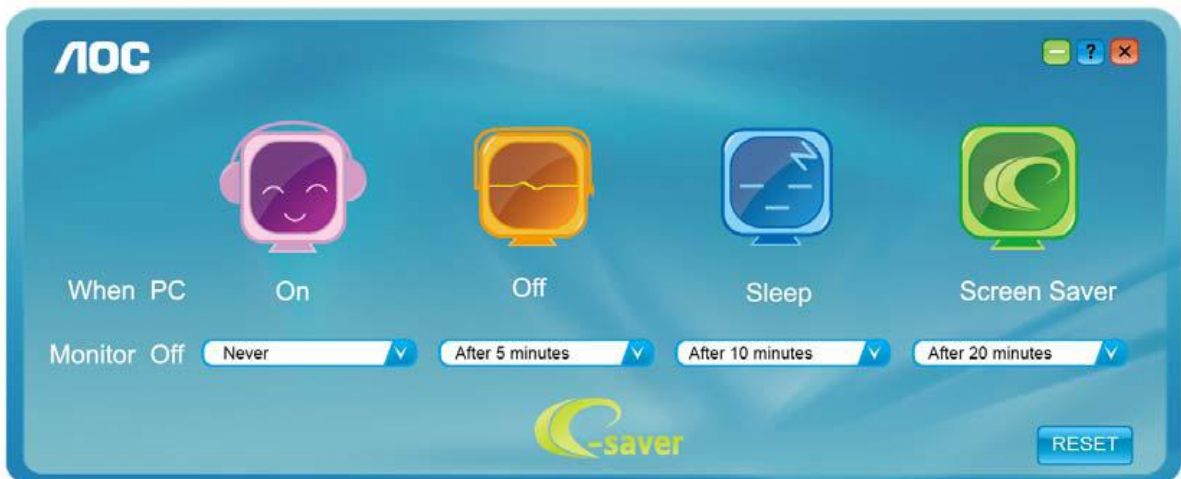 AOC
?
When PC On Off Sleep Screen Saver
Monitor Off Never After 5 minutes After 10 minutes After 20 minutes
e-saver
RESET